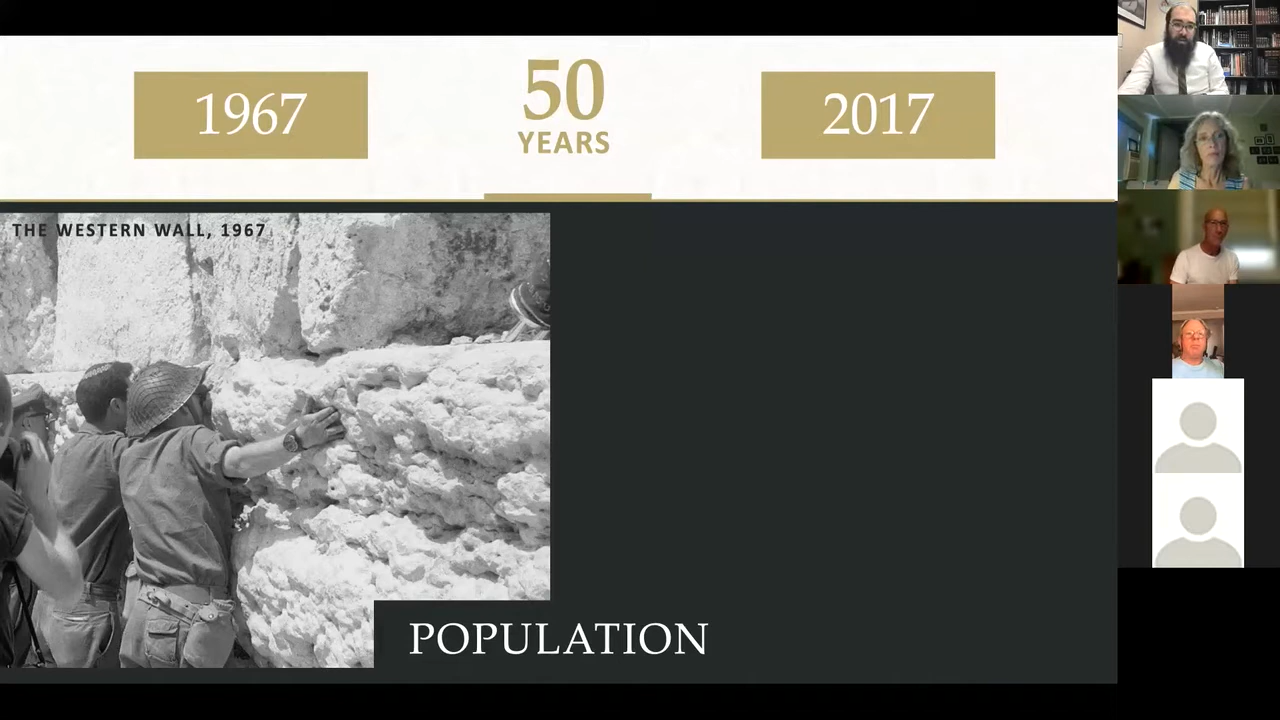 1967
50
YEARS
2017
THE WESTERN WALL, 1967
POPULATION